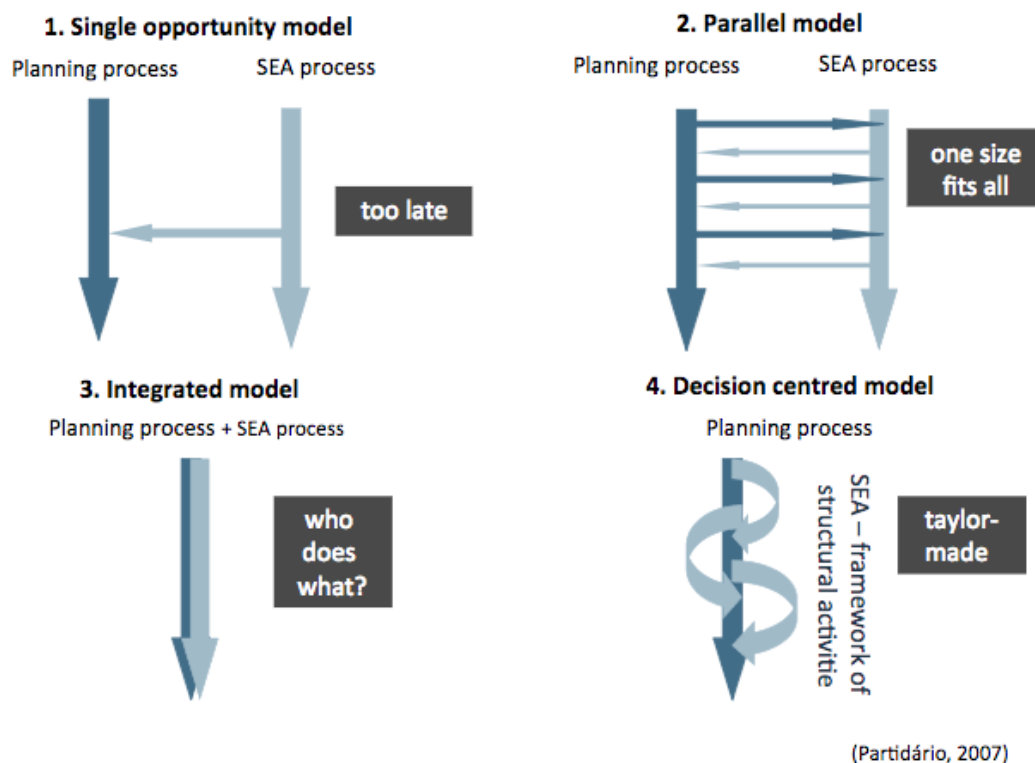 1. Single opportunity model
Planning process
SEA process
too late
2. Parallel model
Planning process
SEA process
one size
fits all
3. Integrated model
Planning process + SEA process
who
does
what?
4. Decision centred model
Planning process
SEA – framework of
structural activitie
taylor-
made
(Partidário, 2007)